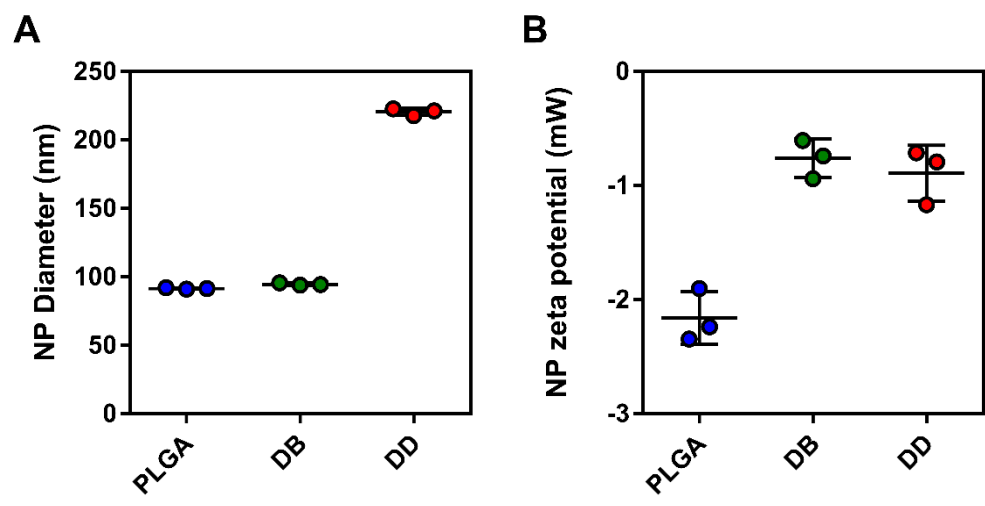 A
NP Diameter (nm)
250
200
150
100
50
0
PLGA
DB
DD
B
NP zeta potential (mW)
0
-1
-2
-3
PLGA
DB
DD